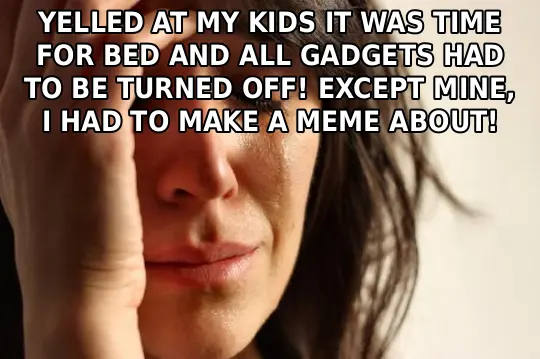 YELLED AT MY KIDS IT WAS TIME
FOR BED AND ALL GADGETS HAD
TO BE TURNED OFF! EXCEPT MINE,
I HAD TO MAKE A MEME ABOUT!